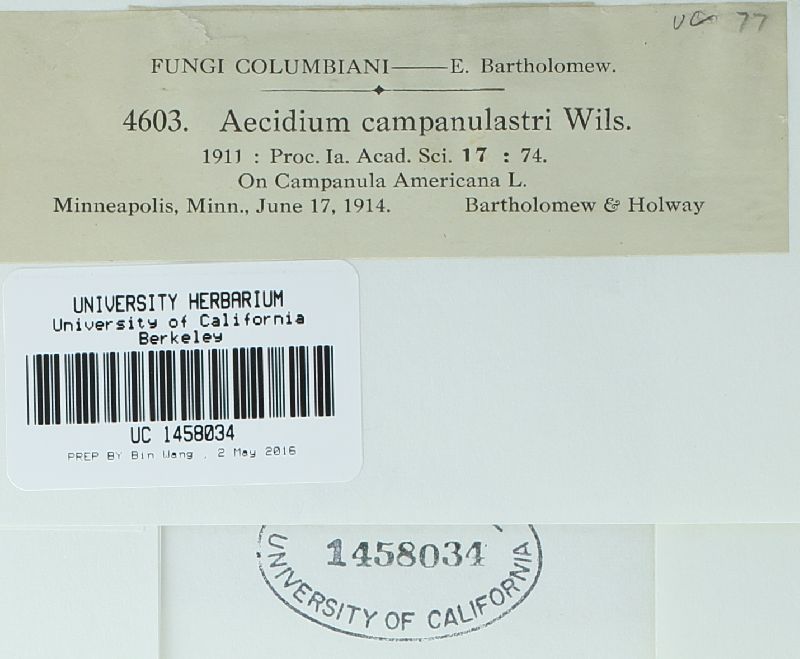 UC 77
FUNGI COLUMBIANI—E. Bartholomew.
4603. Aecidium campanulastri Wils.
1911 : Proc. Ia. Acad. Sci. 17 : 74.
On Campanula Americana L.
Minneapolis, Minn., June 17, 1914. Bartholomew & Holway
UNIVERSITY HERBARIUM
University of California
Berkeley
UC 1458034
PREP BY Bin Wang , 2 May 2016
1458034
UNIVERSITY OF CALIFORNIA